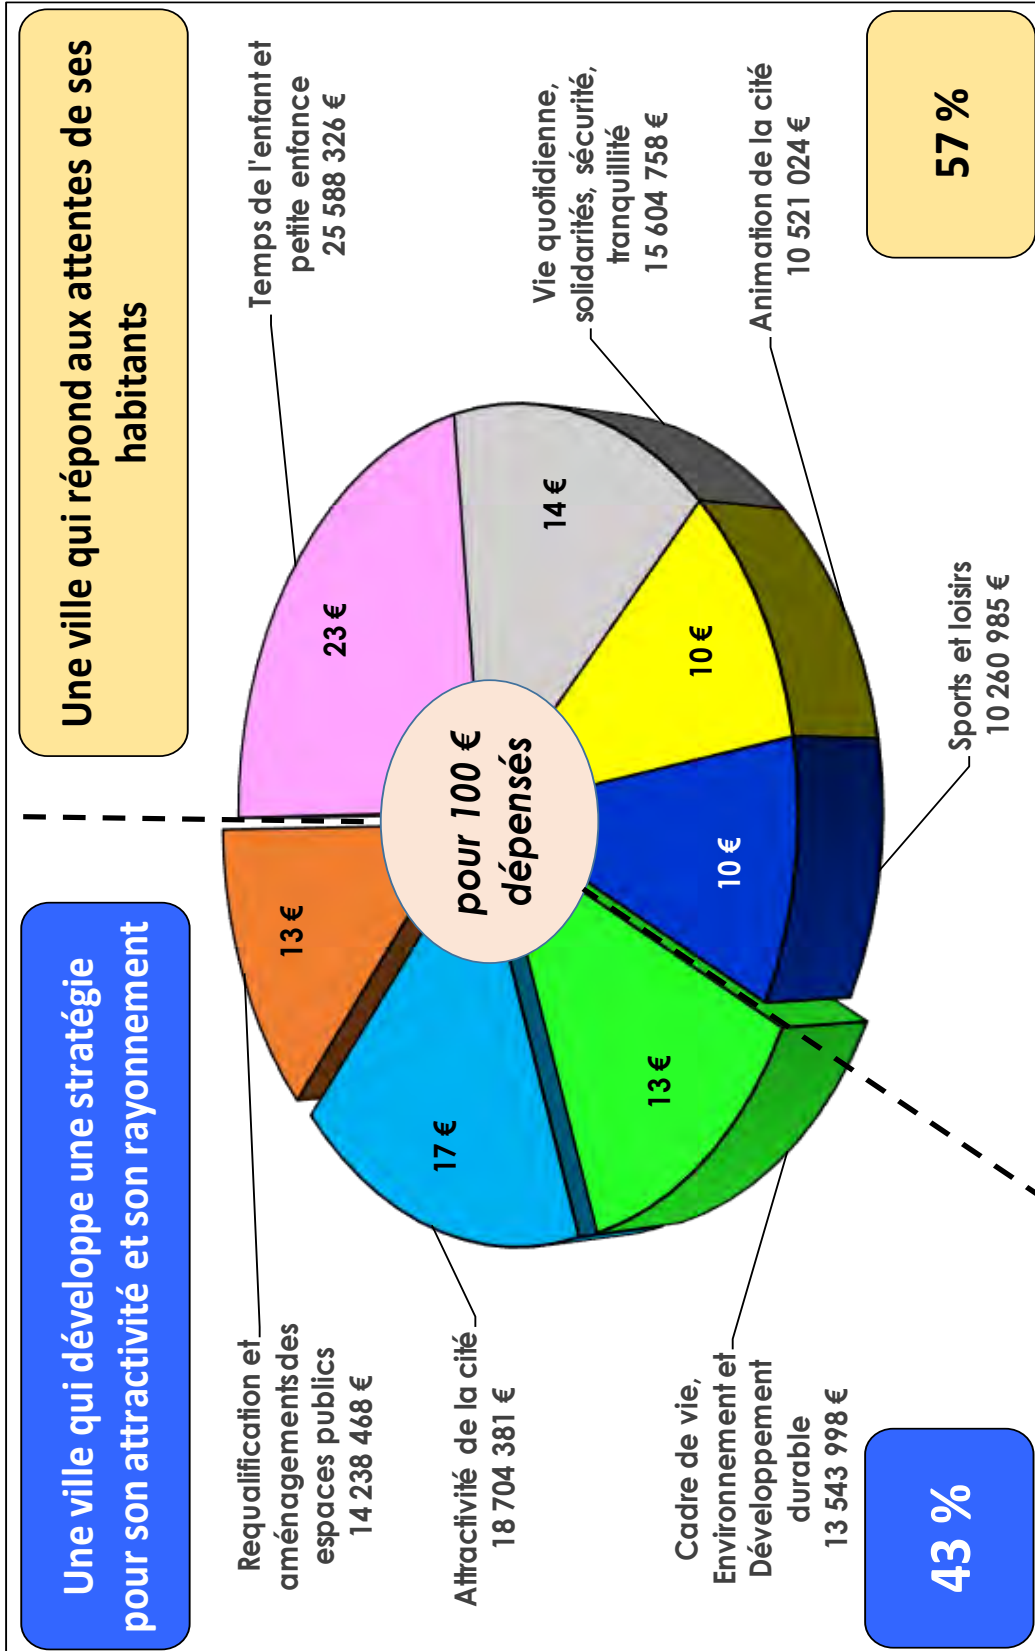 Une ville qui développe une stratégie
pour son attractivité et son rayonnement
Une ville qui répond aux attentes de ses
habitants
Requalification et
aménagements des
espaces publics
14 238 468 €
Attractivité de la cité
18 704 381 €
Cadre de vie,
Environnement et
Développement
durable
13 543 998 €
43 %
13 €
17 €
13 €
pour 100 €
dépensés
23 €
14 €
10 €
10 €
Temps de l'enfant et
petite enfance
25 588 326 €
Vie quotidienne,
solidarités, sécurité,
tranquillité
15 604 758 €
Animation de la cité
10 521 024 €
Sports et loisirs
10 260 985 €
57 %